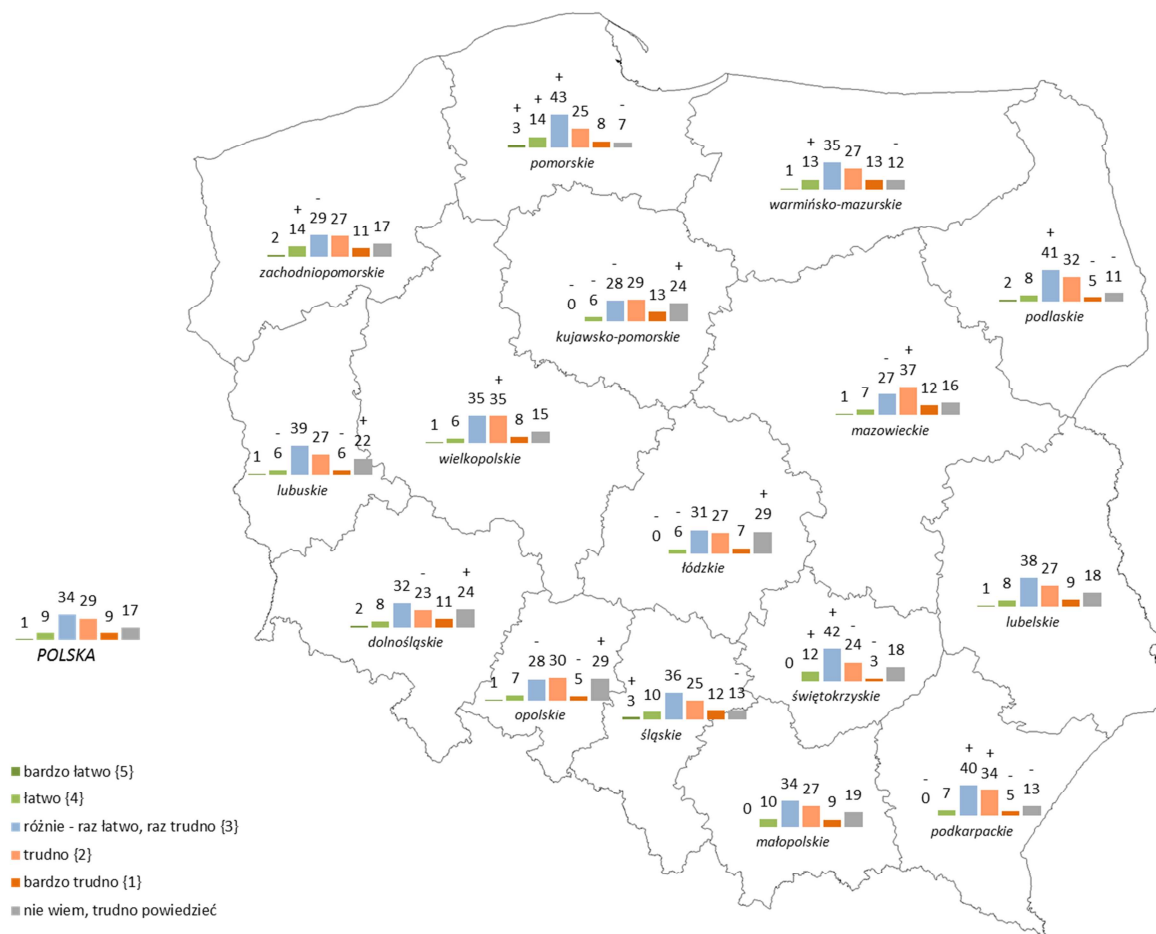 +
+ + 43 -
3 14 25 8 7
pomorskie
+ 35 -
1 13 27 13 12
warmińsko-mazurskie
+ -
2 14 29 27 11 17
zachodniopomorskie
- - - +
0 6 28 29 13 24
kujawsko-pomorskie
+
41 - -
2 8 32 5 11
podlaskie
- +
1 7 27 37 12 16
mazowieckie
+
1 6 35 35 8 15
wielkopolskie
- 39 - +
1 6 27 6 22
lubuskie
- - +
0 6 31 27 7 29
łódzkie
- +
2 8 32 23 11 24
dolnośląskie
1 8 38 27 9 18
lubelskie
1 9 34 29 9 17
POLSKA
+ + - -
0 12 42 24 3 18
świętokrzyskie
- - +
1 7 28 30 5 29
opolskie
+ -
3 10 36 25 12 13
śląskie
0 10 34 27 9 19
małopolskie
- + + - -
0 7 40 34 5 13
podkarpackie
bardzo łatwo {5}
łatwo {4}
różnie - raz łatwo, raz trudno {3}
trudno {2}
bardzo trudno {1}
nie wiem, trudno powiedzieć